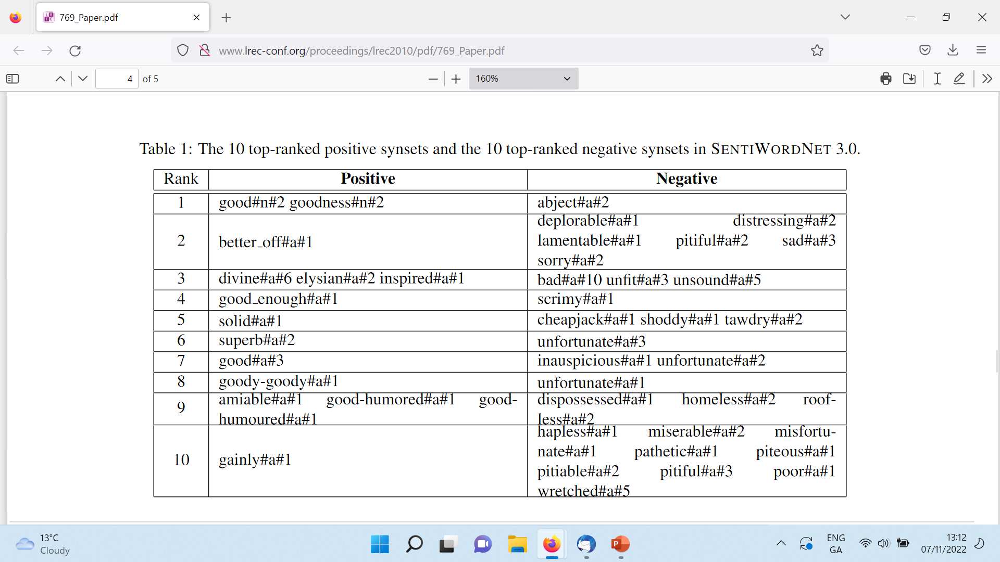 769_Paper.pdf
www.lrec-conf.org/proceedings/lrec2010/pdf/769_Paper.pdf
4 of 5
160%
Table 1: The 10 top-ranked positive synsets and the 10 top-ranked negative synsets in SENTIWORDNET 3.0.
Rank Positive Negative
1 good#n#2 goodness#n#2 abject#a#2
deplorable#a#1 distressing#a#2
2 better_off#a#1 lamentable#a#1 pitiful#a#2 sad#a#3
sorry#a#2
3 divine#a#6 elysian#a#2 inspired#a#1 bad#a#10 unfit#a#3 unsound#a#5
4 good_enough#a#1 scrimy#a#1
5 solid#a#1 cheapjack#a#1 shoddy#a#1 tawdry#a#2
6 superb#a#2 unfortunate#a#3
7 good#a#3 inauspicious#a#1 unfortunate#a#2
8 goody-goody#a#1 unfortunate#a#1
9 amiable#a#1 good-humored#a#1 good- dispossessed#a#1 homeless#a#2 roof-
humoured#a#1 less#a#2
hapless#a#1 miserable#a#2 misfortu-
nate#a#1 pathetic#a#1 piteous#a#1
10 gainly#a#1 pitiable#a#2 pitiful#a#3 poor#a#1
wretched#a#5
13°C
Cloudy
P
ENG
GA
13:12
07/11/2022